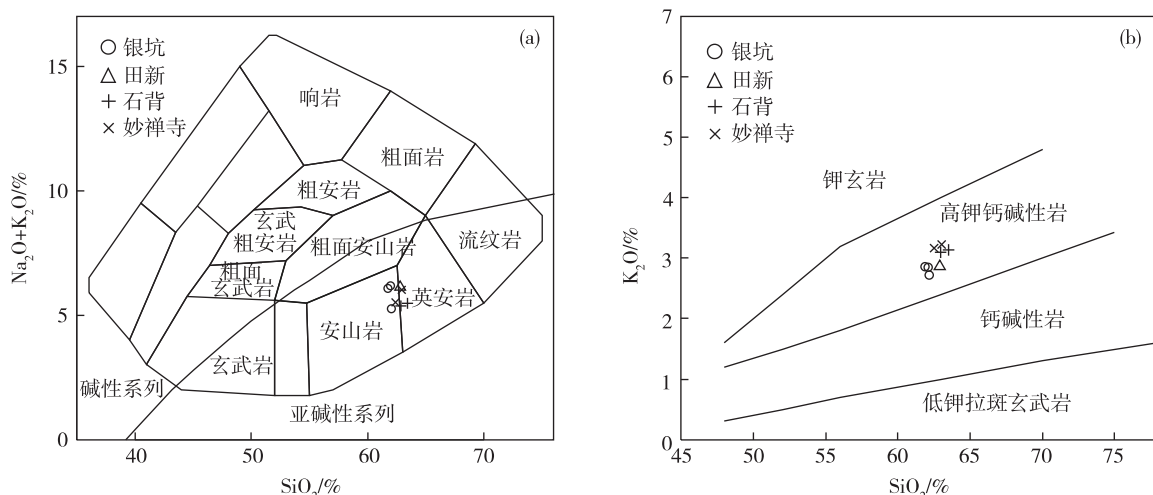 (a)
银坑
田新
石背
妙禅寺
响岩
粗面岩
粗安岩
玄武
粗安岩
粗面安山岩
流纹岩
粗面
玄武岩
英安岩
安山岩
玄武岩
碱性系列
亚碱性系列
Na₂O+K₂O/%
15
10
5
0
40
50
60
70
SiO₂/%
(b)
银坑
田新
石背
妙禅寺
钾玄岩
高钾钙碱性岩
钙碱性岩
低钾拉斑玄武岩
K₂O/%
7
6
5
4
3
2
1
0
45
50
55
60
65
70
75
SiO₂/%